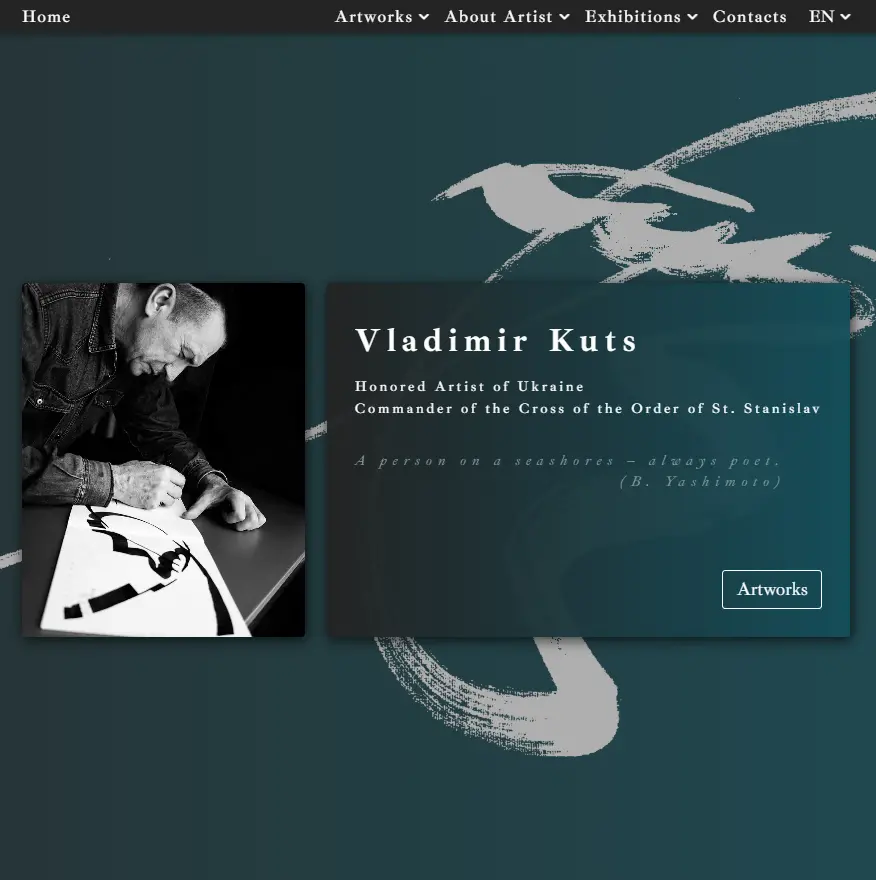 Home Artworks About Artist Exhibitions Contacts EN
Vladimir Kuts
Honored Artist of Ukraine
Commander of the Cross of the Order of St. Stanislav
A person on a seashores – always poet.
(B. Yashimoto)
Artworks